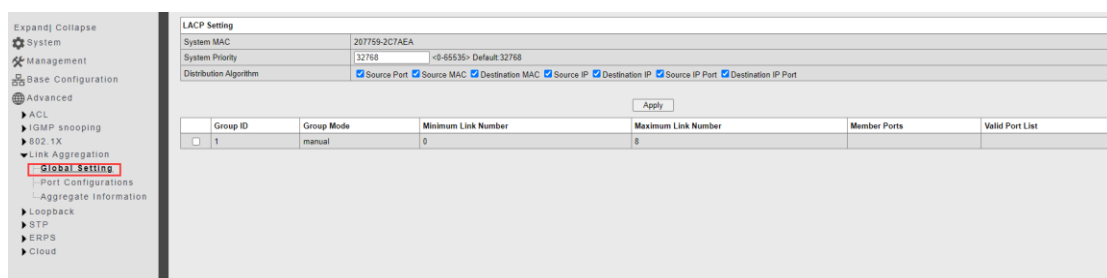 Expand| Collapse
System
Management
Base Configuration
Advanced
ACL
IGMP snooping
802.1X
Link Aggregation
Global Setting
Port Configurations
Aggregate Information
Loopback
STP
ERPS
Cloud
LACP Setting
System MAC 207759-2C7AEA
System Priority 32768 <0-65535> Default:32768
Distribution Algorithm Source Port Source MAC Destination MAC Source IP Destination IP Source IP Port Destination IP Port
Apply
Group ID Group Mode Minimum Link Number Maximum Link Number Member Ports Valid Port List
1 manual 0 8